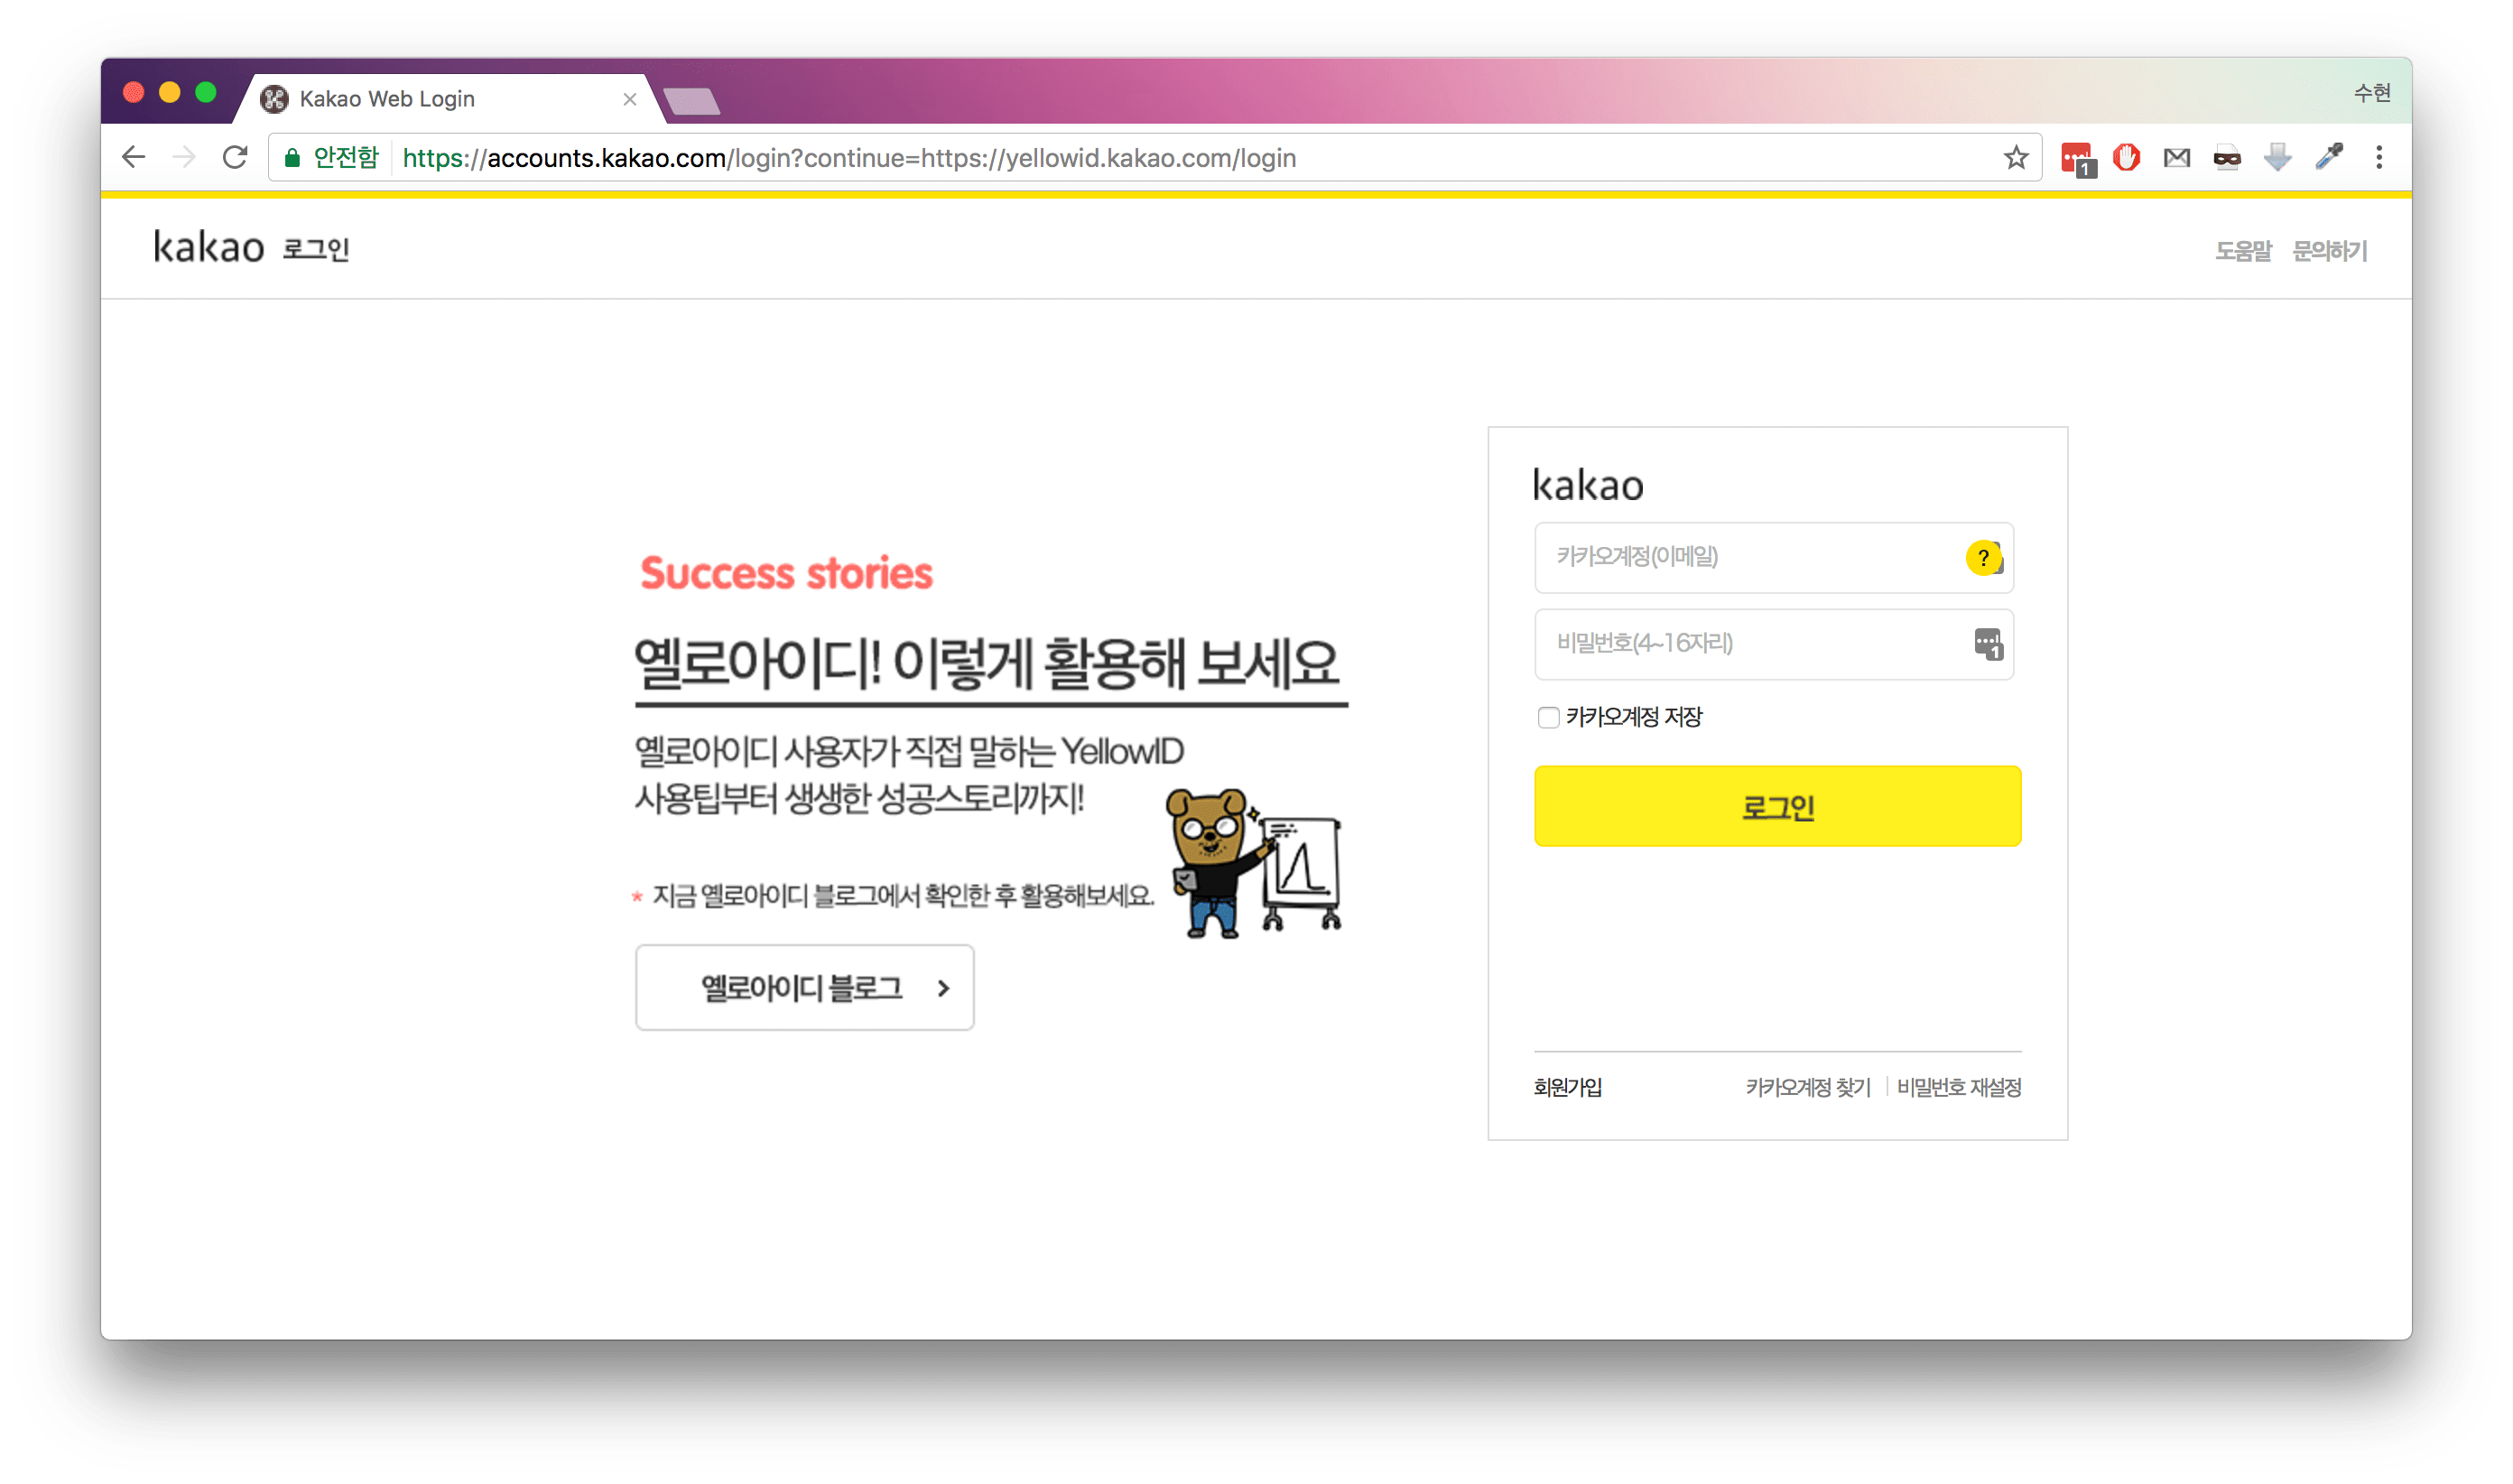 Kakao Web Login
수현
안전함 https://accounts.kakao.com/login?continue=https://yellowid.kakao.com/login
1
kakao 로그인
도움말 문의하기
Success stories
옐로아이디! 이렇게 활용해 보세요
옐로아이디 사용자가 직접 말하는 YellowID
사용팁부터 생생한 성공스토리까지!
* 지금 옐로아이디 블로그에서 확인한 후 활용해보세요.
옐로아이디 블로그
kakao
카카오계정(이메일)
?
비밀번호(4~16자리)
1
카카오계정 저장
로그인
회원가입
카카오계정 찾기 | 비밀번호 재설정